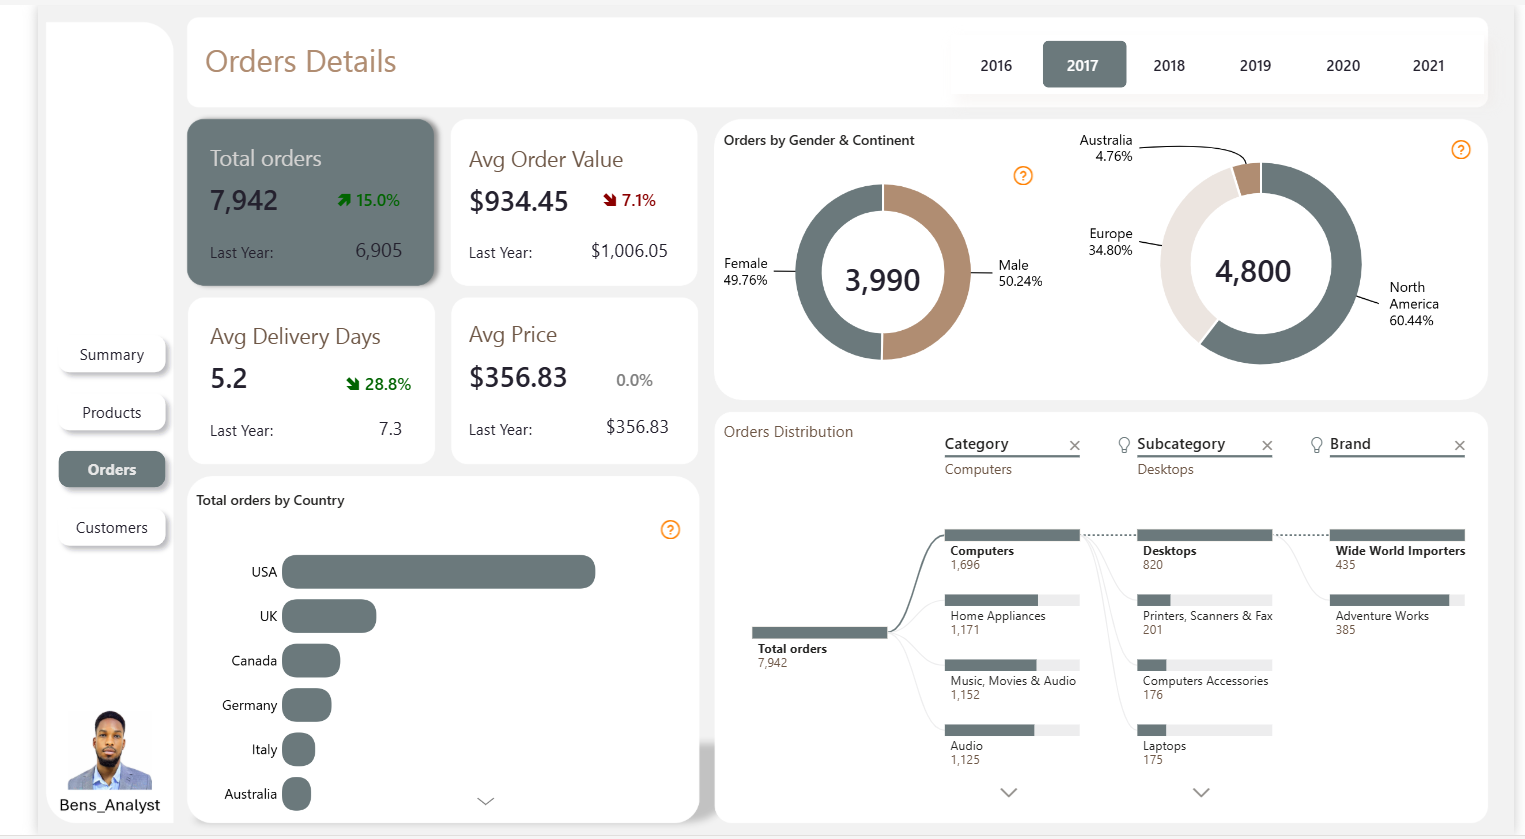 Orders Details
2016
2017
2018
2019
2020
2021
Total orders
7,942
15.0%
Last Year:
6,905
Avg Order Value
$934.45
7.1%
Last Year:
$1,006.05
Avg Delivery Days
5.2
28.8%
Last Year:
7.3
Avg Price
$356.83
0.0%
Last Year:
$356.83
Orders by Gender & Continent
?
Female
49.76%
3,990
Male
50.24%
Australia
4.76%
?
Europe
34.80%
4,800
North
America
60.44%
Summary
Products
Orders
Customers
Bens_Analyst
Total orders by Country
?
USA
UK
Canada
Germany
Italy
Australia
Orders Distribution
Category
Computers
Subcategory
Desktops
Brand
Total orders
7,942
Computers
1,696
Home Appliances
1,171
Music, Movies & Audio
1,152
Audio
1,125
Desktops
820
Printers, Scanners & Fax
201
Computers Accessories
176
Laptops
175
Wide World Importers
435
Adventure Works
385